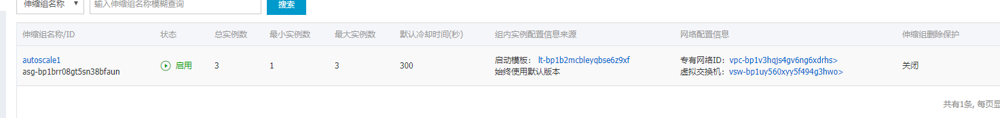 伸缩组名称 ▼ 输入伸缩组名称模糊查询 搜索
伸缩组名称/ID 状态 总实例数 最小实例数 最大实例数 默认冷却时间(秒) 组内实例配置信息来源 网络配置信息 伸缩组删除保护
autoscale1 启动模板： lt-bp1b2mcbleyqbse6z9xf 专有网络ID：vpc-bp1v3hqjs4gv6ng6xdrhs>
启用 3 1 3 300 关闭
asg-bp1brr08gt5sn38bfaun 始终使用默认版本 虚拟交换机：vsw-bp1uy560xyy5f494g3hwo>
共有1条, 每页显